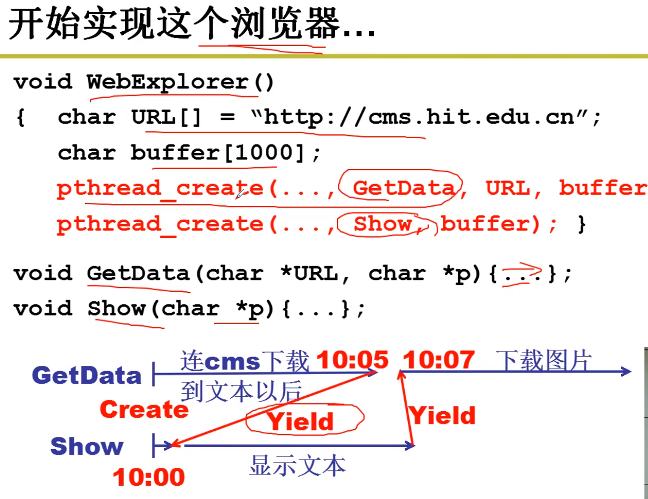 开始实现这个浏览器...
void WebExplorer()
{ char URL[] = “http://cms.hit.edu.cn”;
char buffer[1000];
pthread_create(..., GetData, URL, buffer
pthread_create(..., Show, buffer); }
void GetData(char *URL, char *p){...};
void Show(char *p){...};
连cms下载 10:05 10:07 下载图片
GetData
到文本以后
Create
Yield Yield
Show
显示文本
10:00